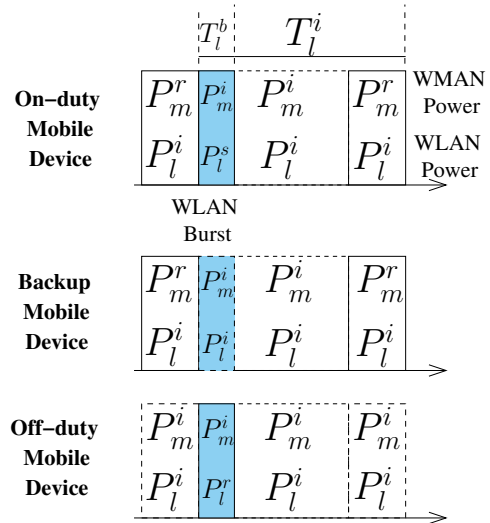 T_l^b T_l^i
On−duty Mobile Device
P_m^r P_m^i P_m^i P_m^r WMAN Power
P_l^i P_l^s P_l^i P_l^i WLAN Power
WLAN Burst
Backup Mobile Device
P_m^r P_m^i P_m^i P_m^r
P_l^i P_l^i P_l^i P_l^i
Off−duty Mobile Device
P_m^i P_m^i P_m^i P_m^i
P_l^i P_l^r P_l^i P_l^i